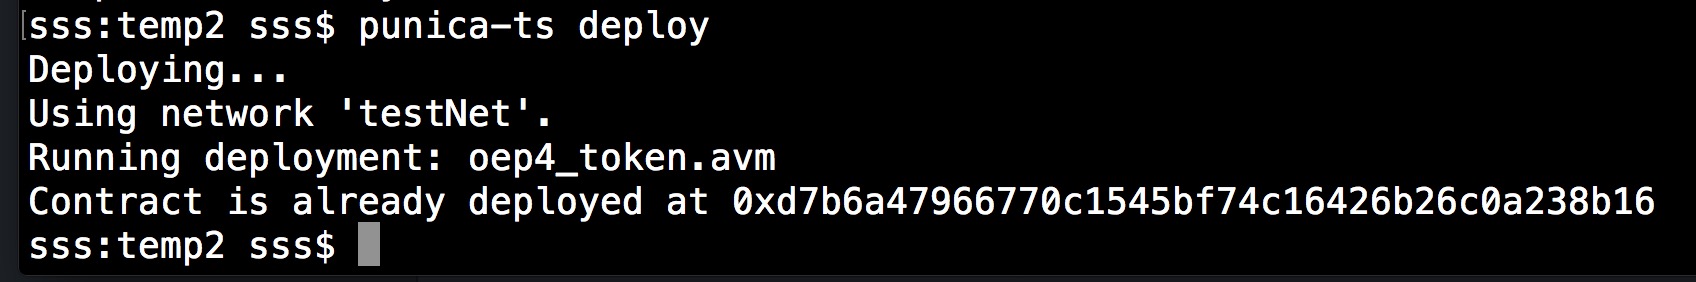 sss:temp2 sss$ punica-ts deploy
Deploying...
Using network 'testNet'.
Running deployment: oep4_token.avm
Contract is already deployed at 0xd7b6a47966770c1545bf74c16426b26c0a238b16
sss:temp2 sss$